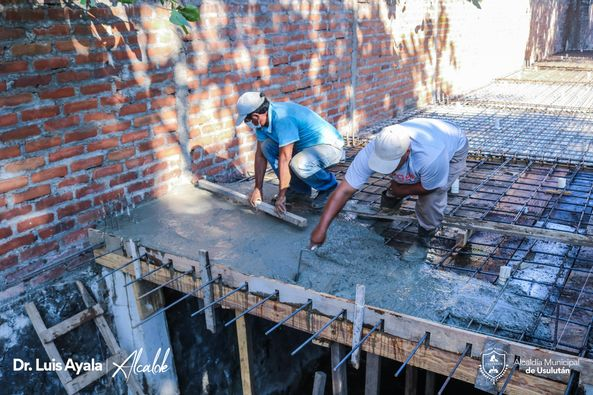 Dr. Luis Ayala
Alcalde
Alcaldía Municipal
de Usulután